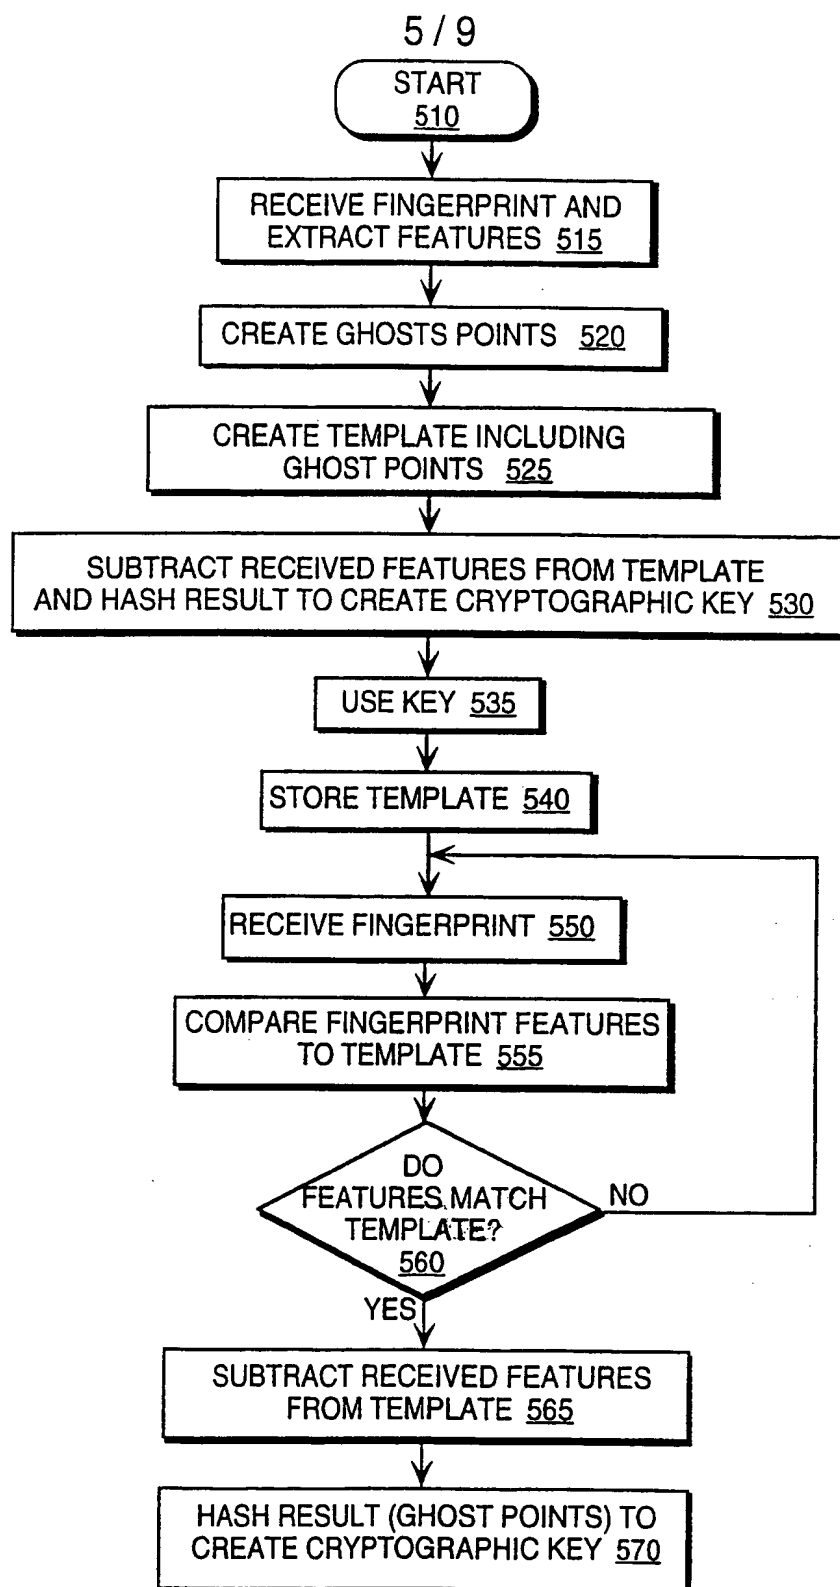 5 / 9
START
510
RECEIVE FINGERPRINT AND
EXTRACT FEATURES 515
CREATE GHOSTS POINTS 520
CREATE TEMPLATE INCLUDING
GHOST POINTS 525
SUBTRACT RECEIVED FEATURES FROM TEMPLATE
AND HASH RESULT TO CREATE CRYPTOGRAPHIC KEY 530
USE KEY 535
STORE TEMPLATE 540
RECEIVE FINGERPRINT 550
COMPARE FINGERPRINT FEATURES
TO TEMPLATE 555
DO
FEATURES MATCH
TEMPLATE?
560
NO
YES
SUBTRACT RECEIVED FEATURES
FROM TEMPLATE 565
HASH RESULT (GHOST POINTS) TO
CREATE CRYPTOGRAPHIC KEY 570